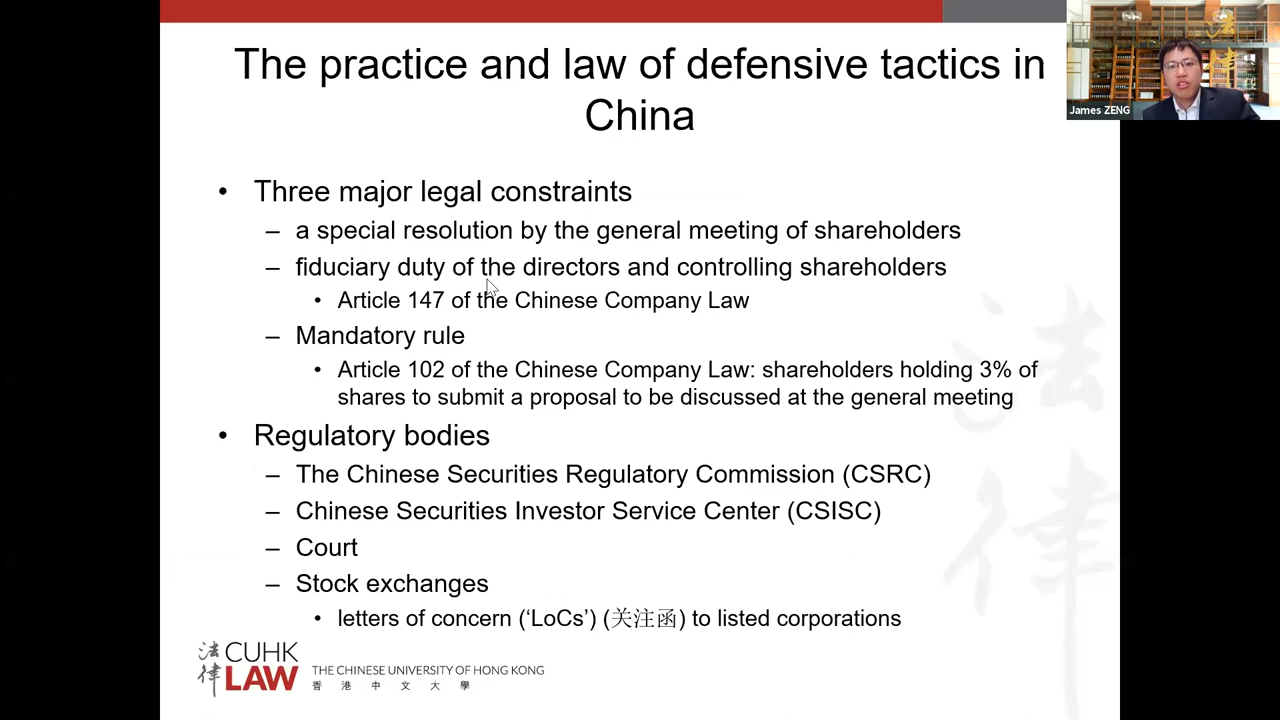 The practice and law of defensive tactics in
China
James ZENG
• Three major legal constraints
– a special resolution by the general meeting of shareholders
– fiduciary duty of the directors and controlling shareholders
• Article 147 of the Chinese Company Law
– Mandatory rule
• Article 102 of the Chinese Company Law: shareholders holding 3% of
shares to submit a proposal to be discussed at the general meeting
• Regulatory bodies
– The Chinese Securities Regulatory Commission (CSRC)
– Chinese Securities Investor Service Center (CSISC)
– Court
– Stock exchanges
• letters of concern (‘LoCs’) (关注函) to listed corporations
法律
法律 CUHK
LAW
THE CHINESE UNIVERSITY OF HONG KONG
香港中文大學